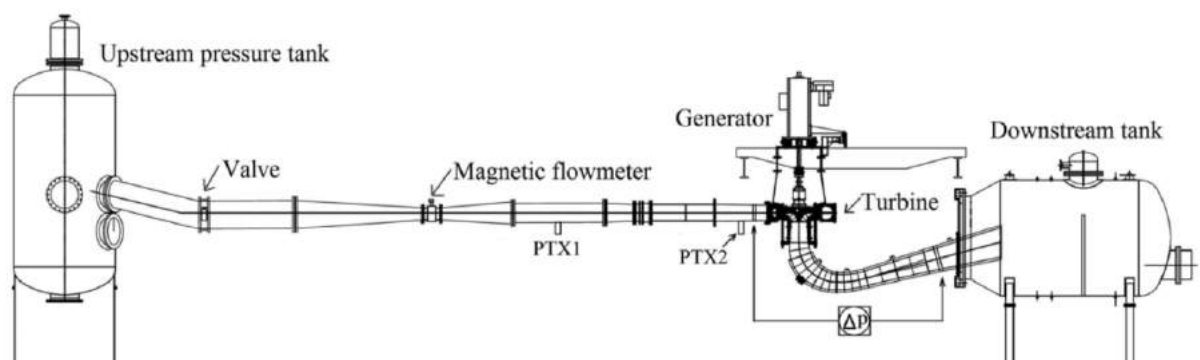 Upstream pressure tank
Valve
Magnetic flowmeter
PTX1
PTX2
Generator
Turbine
ΔP
Downstream tank